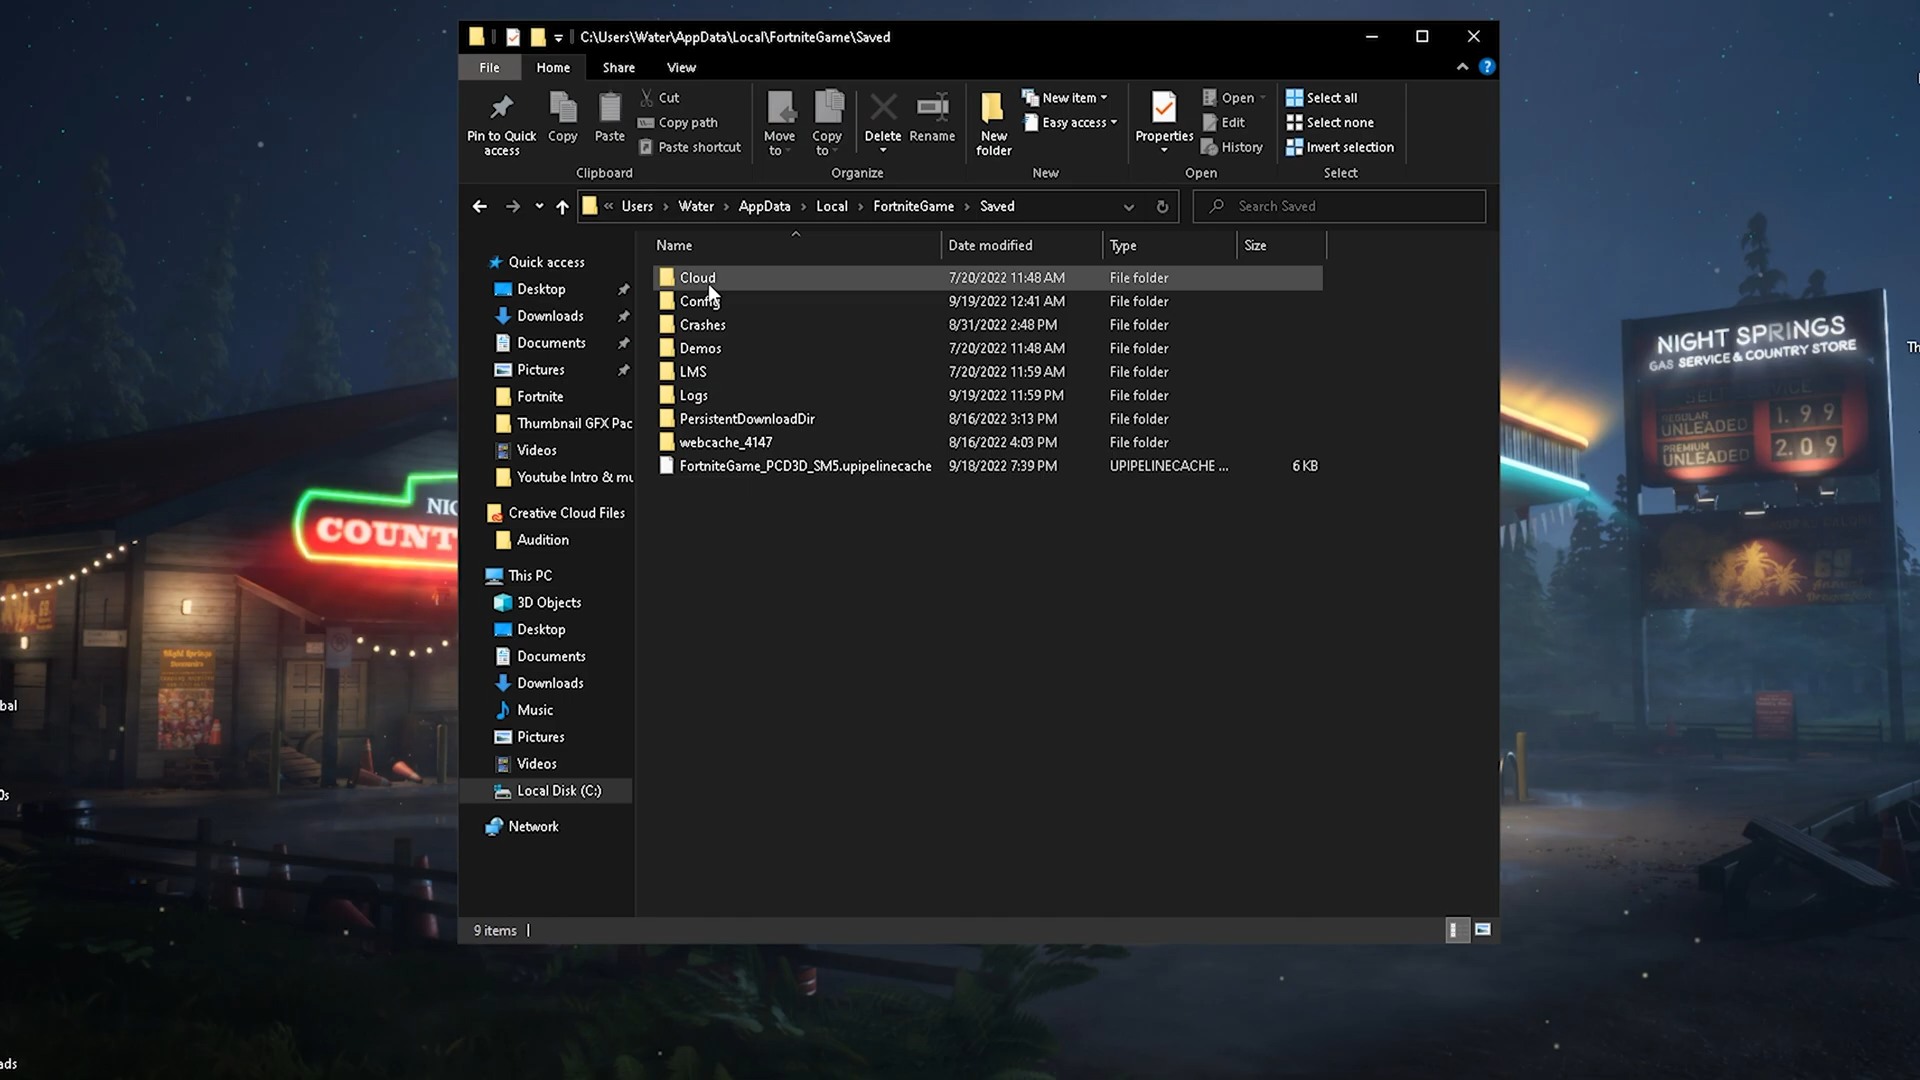 C:\Users\Water\AppData\Local\FortniteGame\Saved
File Home Share View
Pin to Quick access
Copy
Paste
Cut
Copy path
Paste shortcut
Move to
Copy to
Delete
Rename
New folder
New item
Easy access
Properties
Open
Edit
History
Select all
Select none
Invert selection
Clipboard Organize New Open Select
« Users › Water › AppData › Local › FortniteGame › Saved
Search Saved
Name Date modified Type Size
Cloud 7/20/2022 11:48 AM File folder
Config 9/19/2022 12:41 AM File folder
Crashes 8/31/2022 2:48 PM File folder
Demos 7/20/2022 11:48 AM File folder
LMS 7/20/2022 11:59 AM File folder
Logs 9/19/2022 11:59 PM File folder
PersistentDownloadDir 8/16/2022 3:13 PM File folder
webcache_4147 8/16/2022 4:03 PM File folder
FortniteGame_PCD3D_SM5.upipelinecache 9/18/2022 7:39 PM UPIPELINECACHE ... 6 KB
Quick access
Desktop
Downloads
Documents
Pictures
Fortnite
Thumbnail GFX Pac
Videos
Youtube Intro & mu
Creative Cloud Files
Audition
This PC
3D Objects
Desktop
Documents
Downloads
Music
Pictures
Videos
Local Disk (C:)
Network
9 items
NIG
COUNT
Night Springs
bal
0s
ads
Th
NIGHT SPRINGS
GAS SERVICE & COUNTRY STORE
SELF SERVICE
REGULAR UNLEADED 1.99
PREMIUM UNLEADED 2.09